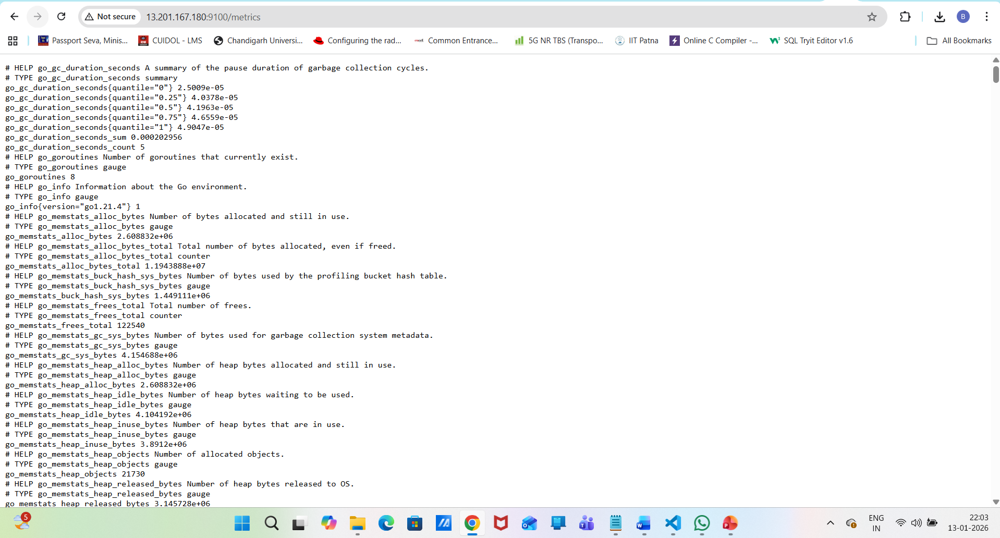 Not secure 13.201.167.180:9100/metrics B
Passport Seva, Minis... CUIDOL - LMS Chandigarh Universi... Configuring the rad... Common Entrance... 5G NR TBS (Transpo... IIT Patna Online C Compiler -... SQL Tryit Editor v1.6 All Bookmarks
# HELP go_gc_duration_seconds A summary of the pause duration of garbage collection cycles.
# TYPE go_gc_duration_seconds summary
go_gc_duration_seconds{quantile="0"} 2.5009e-05
go_gc_duration_seconds{quantile="0.25"} 4.0378e-05
go_gc_duration_seconds{quantile="0.5"} 4.1963e-05
go_gc_duration_seconds{quantile="0.75"} 4.6559e-05
go_gc_duration_seconds{quantile="1"} 4.9047e-05
go_gc_duration_seconds_sum 0.000202956
go_gc_duration_seconds_count 5
# HELP go_goroutines Number of goroutines that currently exist.
# TYPE go_goroutines gauge
go_goroutines 8
# HELP go_info Information about the Go environment.
# TYPE go_info gauge
go_info{version="go1.21.4"} 1
# HELP go_memstats_alloc_bytes Number of bytes allocated and still in use.
# TYPE go_memstats_alloc_bytes gauge
go_memstats_alloc_bytes 2.608832e+06
# HELP go_memstats_alloc_bytes_total Total number of bytes allocated, even if freed.
# TYPE go_memstats_alloc_bytes_total counter
go_memstats_alloc_bytes_total 1.1943888e+07
# HELP go_memstats_buck_hash_sys_bytes Number of bytes used by the profiling bucket hash table.
# TYPE go_memstats_buck_hash_sys_bytes gauge
go_memstats_buck_hash_sys_bytes 1.449111e+06
# HELP go_memstats_frees_total Total number of frees.
# TYPE go_memstats_frees_total counter
go_memstats_frees_total 122540
# HELP go_memstats_gc_sys_bytes Number of bytes used for garbage collection system metadata.
# TYPE go_memstats_gc_sys_bytes gauge
go_memstats_gc_sys_bytes 4.154688e+06
# HELP go_memstats_heap_alloc_bytes Number of heap bytes allocated and still in use.
# TYPE go_memstats_heap_alloc_bytes gauge
go_memstats_heap_alloc_bytes 2.608832e+06
# HELP go_memstats_heap_idle_bytes Number of heap bytes waiting to be used.
# TYPE go_memstats_heap_idle_bytes gauge
go_memstats_heap_idle_bytes 4.104192e+06
# HELP go_memstats_heap_inuse_bytes Number of heap bytes that are in use.
# TYPE go_memstats_heap_inuse_bytes gauge
go_memstats_heap_inuse_bytes 3.8912e+06
# HELP go_memstats_heap_objects Number of allocated objects.
# TYPE go_memstats_heap_objects gauge
go_memstats_heap_objects 21730
# HELP go_memstats_heap_released_bytes Number of heap bytes released to OS.
# TYPE go_memstats_heap_released_bytes gauge
go_memstats_heap_released_bytes 3.145728e+06
5
ENG
IN
22:03
13-01-2026